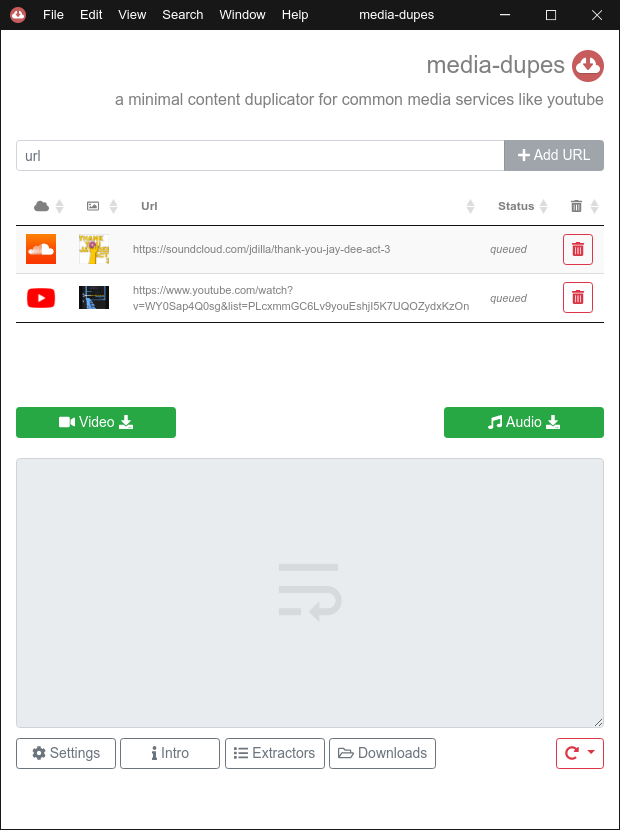 File Edit View Search Window Help media-dupes
media-dupes
a minimal content duplicator for common media services like youtube
url
Add URL
Url Status
https://soundcloud.com/jdilla/thank-you-jay-dee-act-3 queued
https://www.youtube.com/watch?
v=WY0Sap4Q0sg&list=PLcxmmGC6Lv9youEshjI5K7UQOZydxKzOn queued
Video
Audio
Settings Intro Extractors Downloads